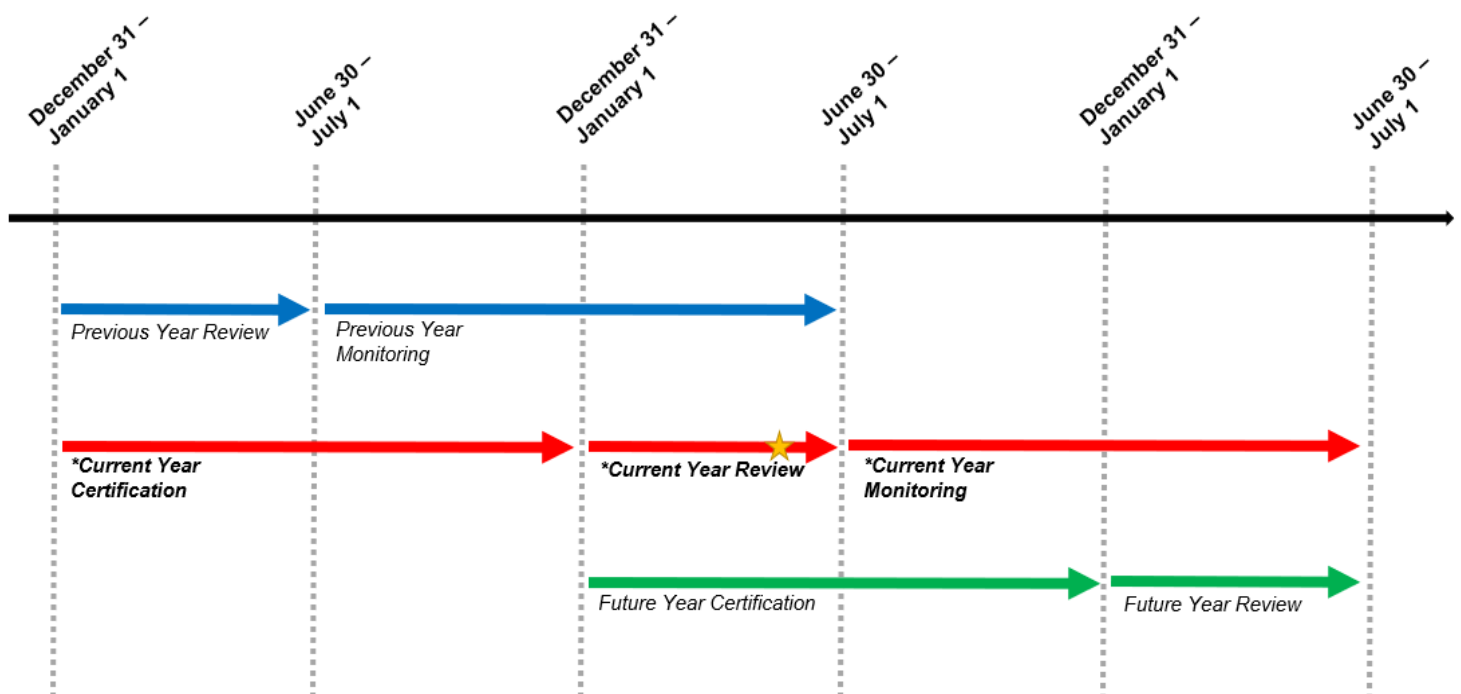 December 31 –
January 1
June 30 –
July 1
December 31 –
January 1
June 30 –
July 1
December 31 –
January 1
June 30 –
July 1
Previous Year Review
Previous Year
Monitoring
*Current Year
Certification
*Current Year Review
*Current Year
Monitoring
Future Year Certification
Future Year Review